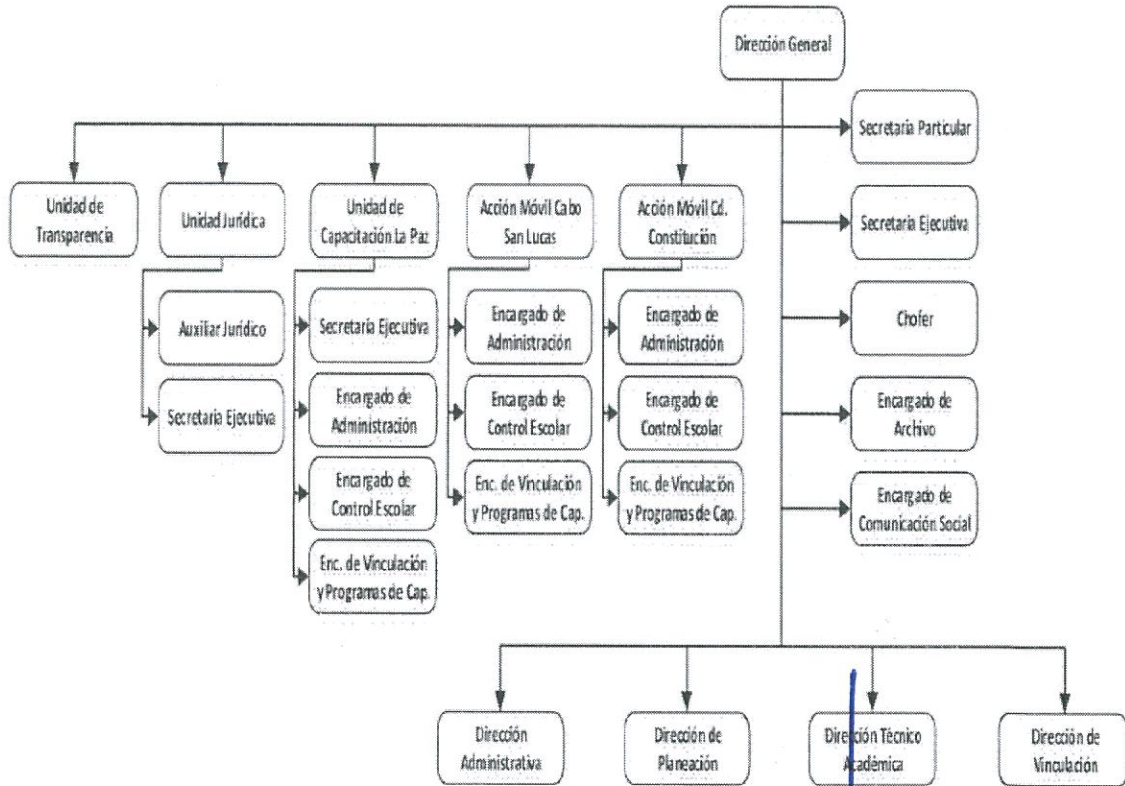 Dirección General
Secretaria Particular
Unidad de
Transparencia
Unidad Jurídica
Unidad de
Capacitación La Paz
Acción Móvil Cabo
San Lucas
Acción Móvil Cd.
Constitución
Secretaria Ejecutiva
Auxiliar Jurídico
Secretaria Ejecutiva
Secretaria Ejecutiva
Encargado de
Administración
Encargado de
Control Escolar
Enc. de Vinculación
y Programas de Cap.
Encargado de
Administración
Encargado de
Control Escolar
Enc. de Vinculación
y Programas de Cap.
Encargado de
Administración
Encargado de
Control Escolar
Enc. de Vinculación
y Programas de Cap.
Chofer
Encargado de
Archivo
Encargado de
Comunicación Social
Dirección
Administrativa
Dirección de
Planeación
Dirección Técnico
Académica
Dirección de
Vinculación